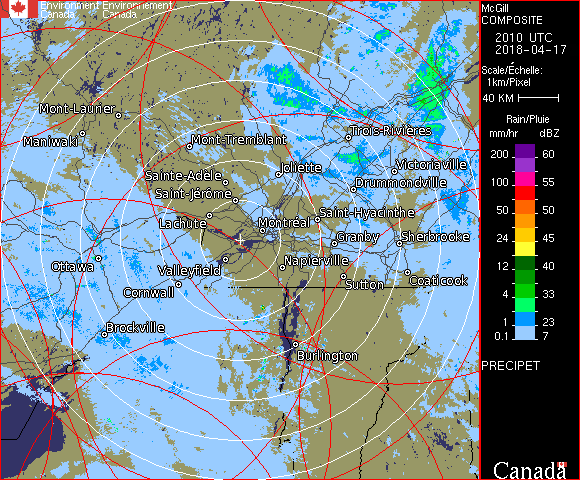 Environment Environnement
Canada Canada
Mont-Laurier
Maniwaki
Mont-Tremblant
Trois-Rivières
Sainte-Adèle
Joliette
Victoriaville
Saint-Jérôme
Drummondville
Lachute
Montréal
Saint-Hyacinthe
Granby
Sherbrooke
Ottawa
Valleyfield
Napierville
Cornwall
Sutton
Coaticook
Brockville
Burlington
McGill
COMPOSITE
2010 UTC
2018-04-17
Scale/Échelle:
1km/Pixel
40 KM
Rain/Pluie
mm/hr dBZ
200 60
100 55
50 50
24 45
12 40
4 33
1 23
0.1 7
PRECIPET
Canada